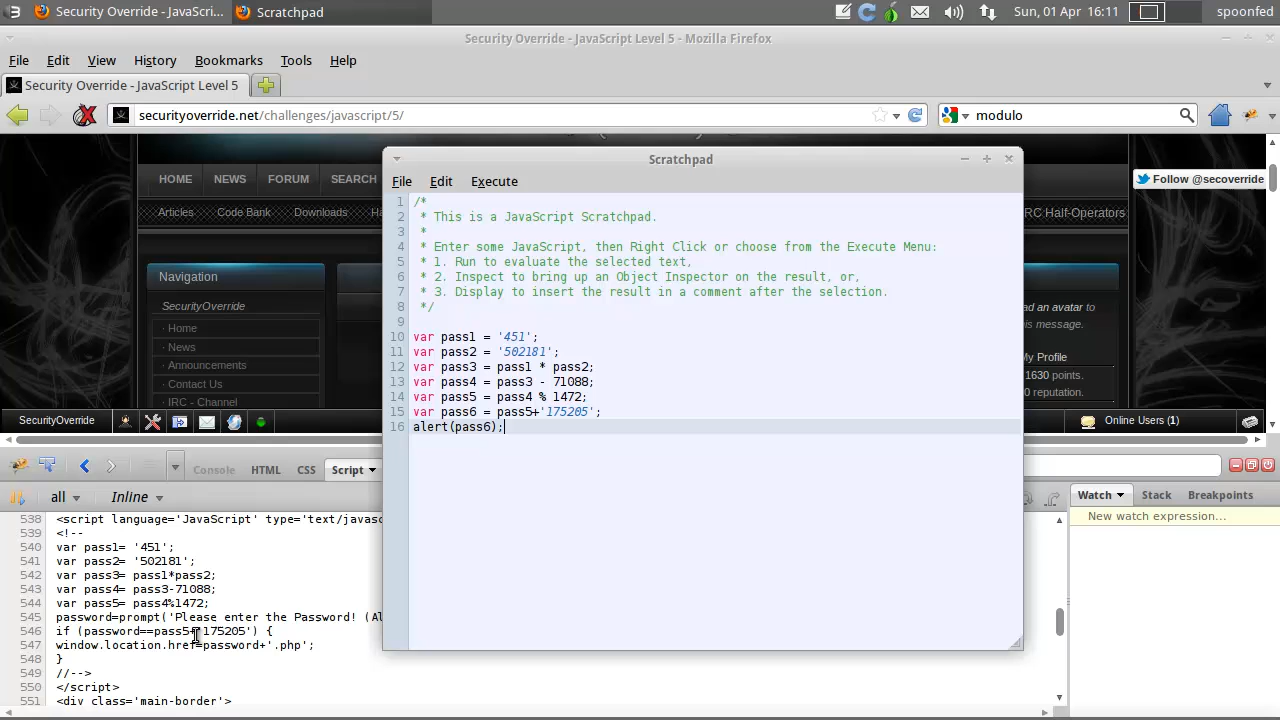 Security Override - JavaScri...
Scratchpad
Sun, 01 Apr 16:11
spoonfed
Security Override - JavaScript Level 5 - Mozilla Firefox
File Edit View History Bookmarks Tools Help
Security Override - JavaScript Level 5
securityoverride.net/challenges/javascript/5/
modulo
HOME NEWS FORUM SEARCH
Follow @secoverride
Articles Code Bank Downloads
RC Half-Operators
Navigation
SecurityOverride
· Home
· News
· Announcements
· Contact Us
· IRC - Channel
ad an avatar to
is message.
My Profile
1630 points.
0 reputation.
Scratchpad
File Edit Execute
1 /*
2 * This is a JavaScript Scratchpad.
3 *
4 * Enter some JavaScript, then Right Click or choose from the Execute Menu:
5 * 1. Run to evaluate the selected text,
6 * 2. Inspect to bring up an Object Inspector on the result, or,
7 * 3. Display to insert the result in a comment after the selection.
8 */
9
10 var pass1 = '451';
11 var pass2 = '502181';
12 var pass3 = pass1 * pass2;
13 var pass4 = pass3 - 71088;
14 var pass5 = pass4 % 1472;
15 var pass6 = pass5+'175205';
16 alert(pass6);
SecurityOverride
Online Users (1)
Console HTML CSS Script
all Inline
Watch Stack Breakpoints
New watch expression...
538 <script language='JavaScript' type='text/javasc
539 <!--
540 var pass1= '451';
541 var pass2= '502181';
542 var pass3= pass1*pass2;
543 var pass4= pass3-71088;
544 var pass5= pass4%1472;
545 password=prompt('Please enter the Password! (Al
546 if (password==pass5+'175205') {
547 window.location.href=password+'.php';
548 }
549 //-->
550 </script>
551 <div class='main-border'>